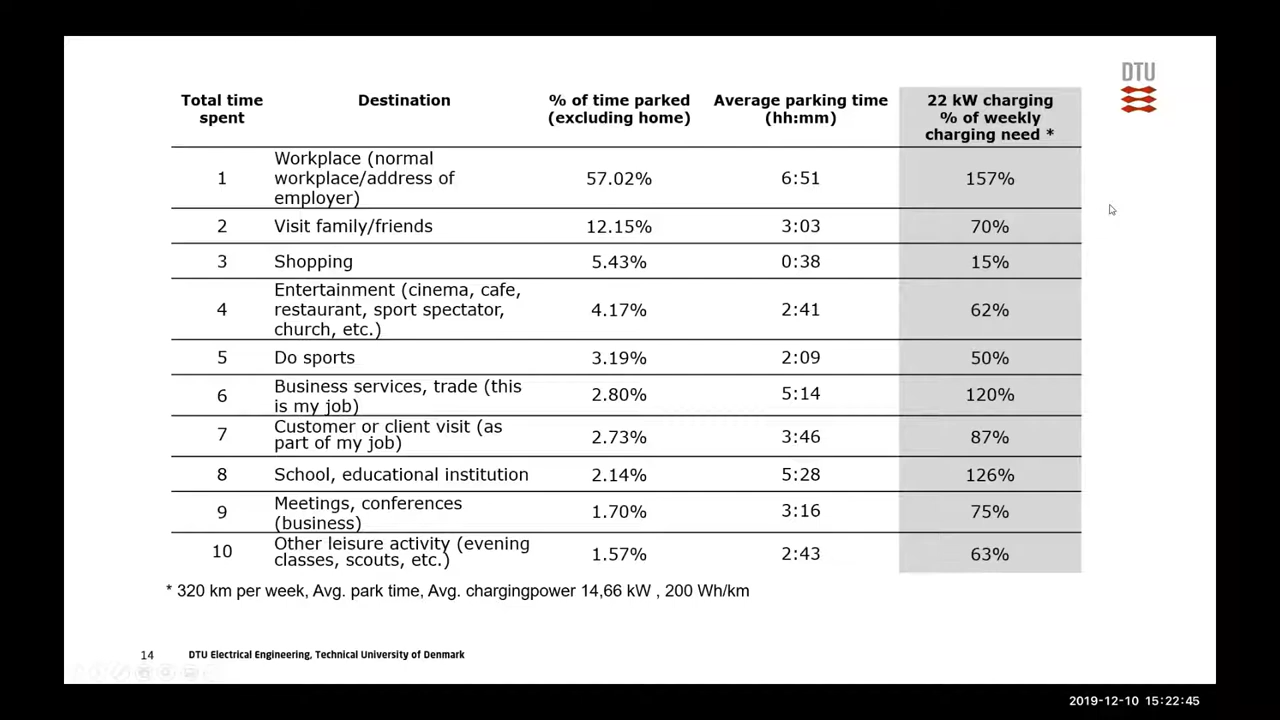 DTU
Total time spent | Destination | % of time parked (excluding home) | Average parking time (hh:mm) | 22 kW charging % of weekly charging need *
1 | Workplace (normal workplace/address of employer) | 57.02% | 6:51 | 157%
2 | Visit family/friends | 12.15% | 3:03 | 70%
3 | Shopping | 5.43% | 0:38 | 15%
4 | Entertainment (cinema, cafe, restaurant, sport spectator, church, etc.) | 4.17% | 2:41 | 62%
5 | Do sports | 3.19% | 2:09 | 50%
6 | Business services, trade (this is my job) | 2.80% | 5:14 | 120%
7 | Customer or client visit (as part of my job) | 2.73% | 3:46 | 87%
8 | School, educational institution | 2.14% | 5:28 | 126%
9 | Meetings, conferences (business) | 1.70% | 3:16 | 75%
10 | Other leisure activity (evening classes, scouts, etc.) | 1.57% | 2:43 | 63%
* 320 km per week, Avg. park time, Avg. chargingpower 14,66 kW , 200 Wh/km
14 DTU Electrical Engineering, Technical University of Denmark
2019-12-10 15:22:45